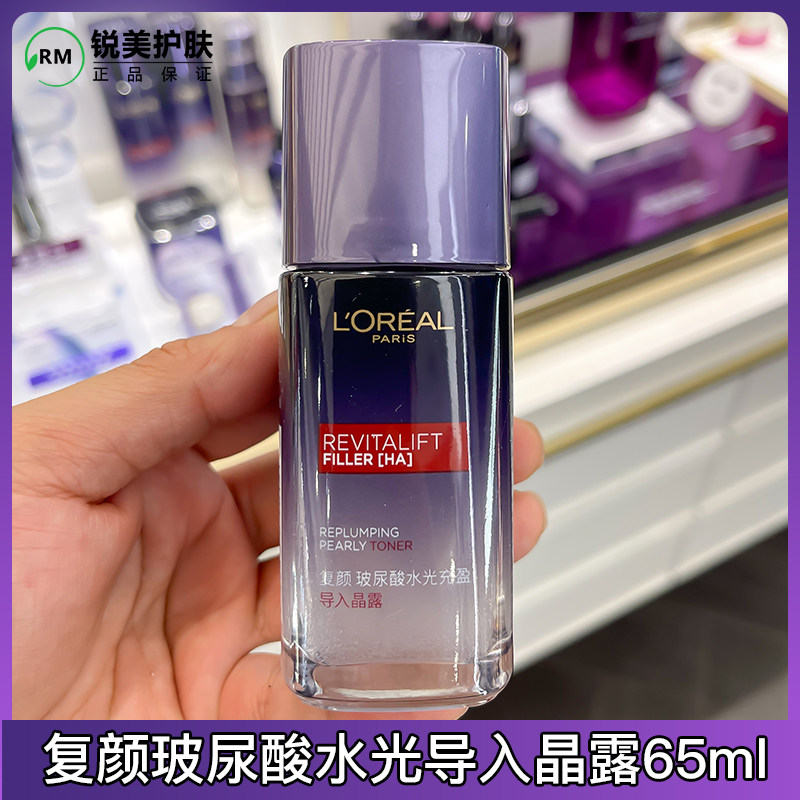 RM
锐美护肤
正品保证
L'ORÉAL
PARIS
REVITALIFT
FILLER [HA]
REPLUMPING
PEARLY TONER
复颜 玻尿酸水光充盈
导入晶露
复颜玻尿酸水光导入晶露65ml